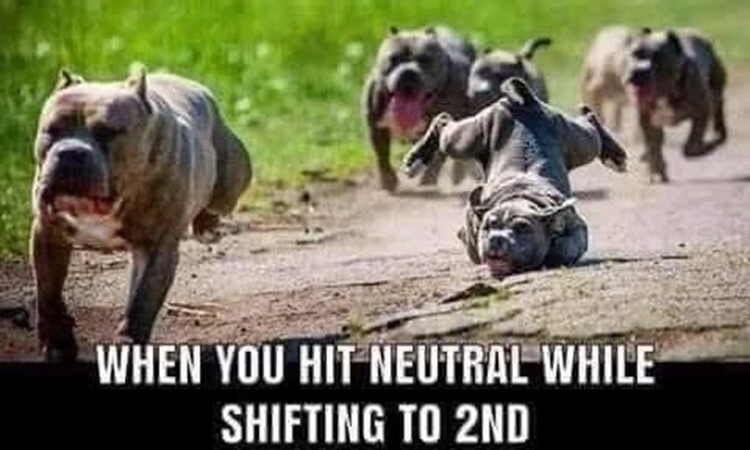 WHEN YOU HIT NEUTRAL WHILE
SHIFTING TO 2ND